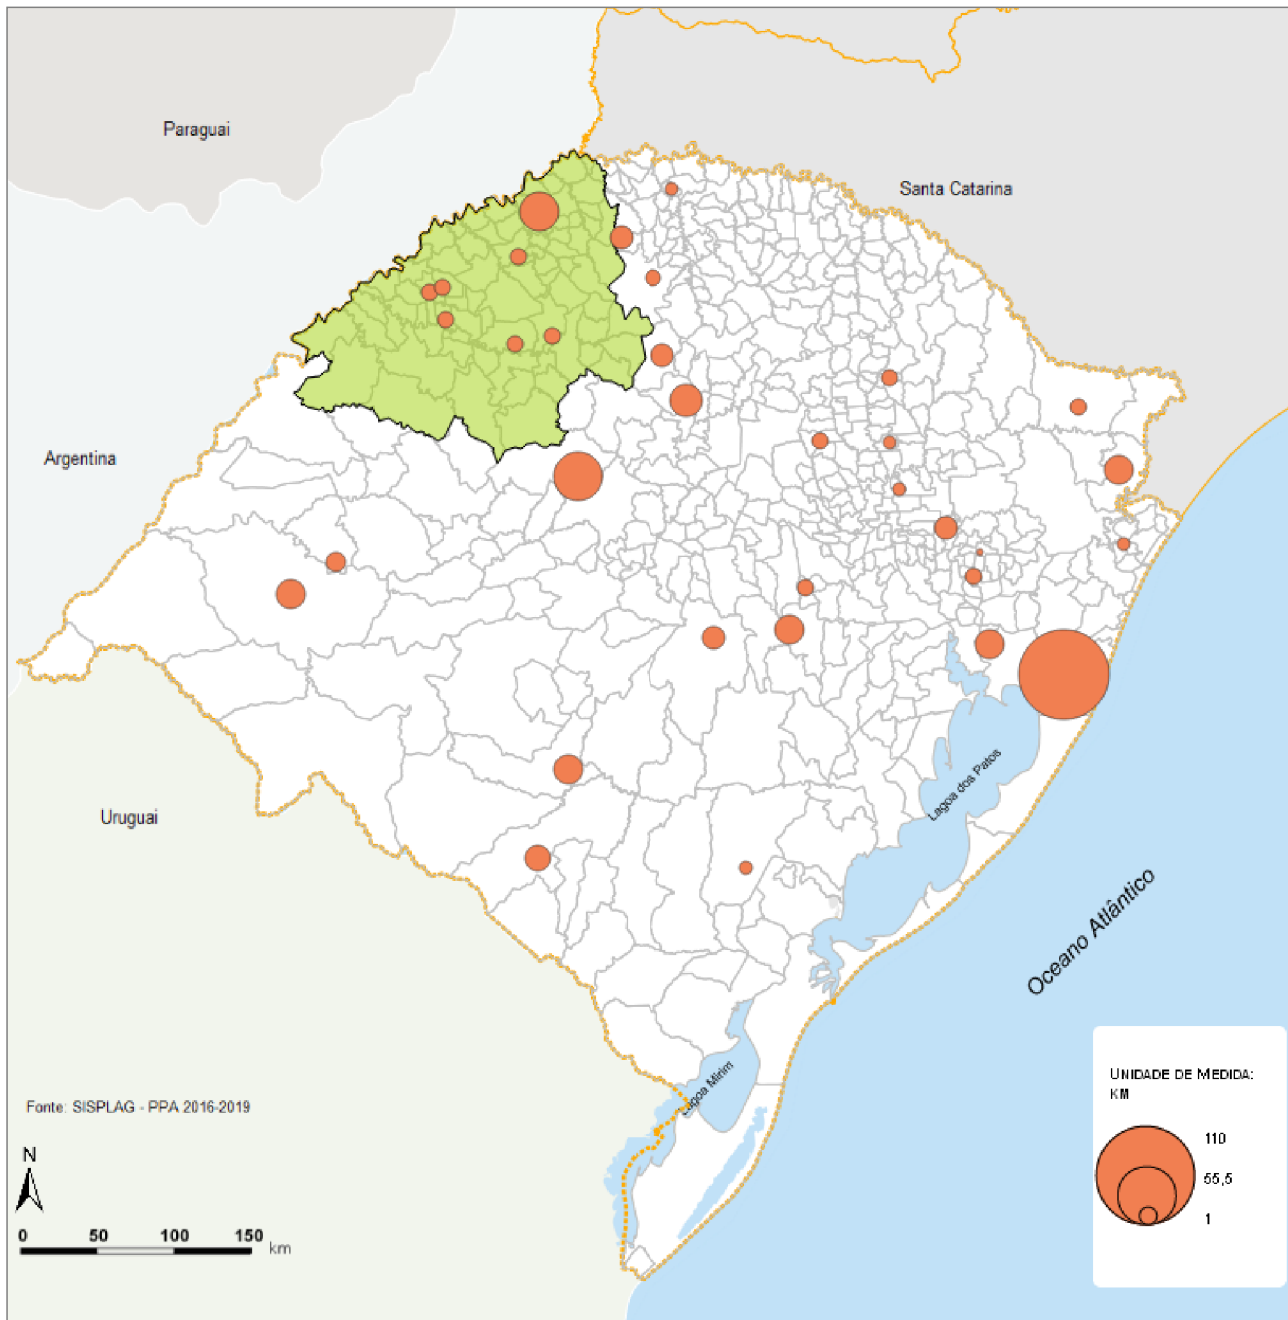 Paraguai
Santa Catarina
Argentina
Uruguai
Lagoa dos Patos
Oceano Atlântico
Lagoa Mirim
Fonte: SISPLAG - PPA 2016-2019
N
0 50 100 150
km
UNIDADE DE MEDIDA:
KM
110
55,5
1